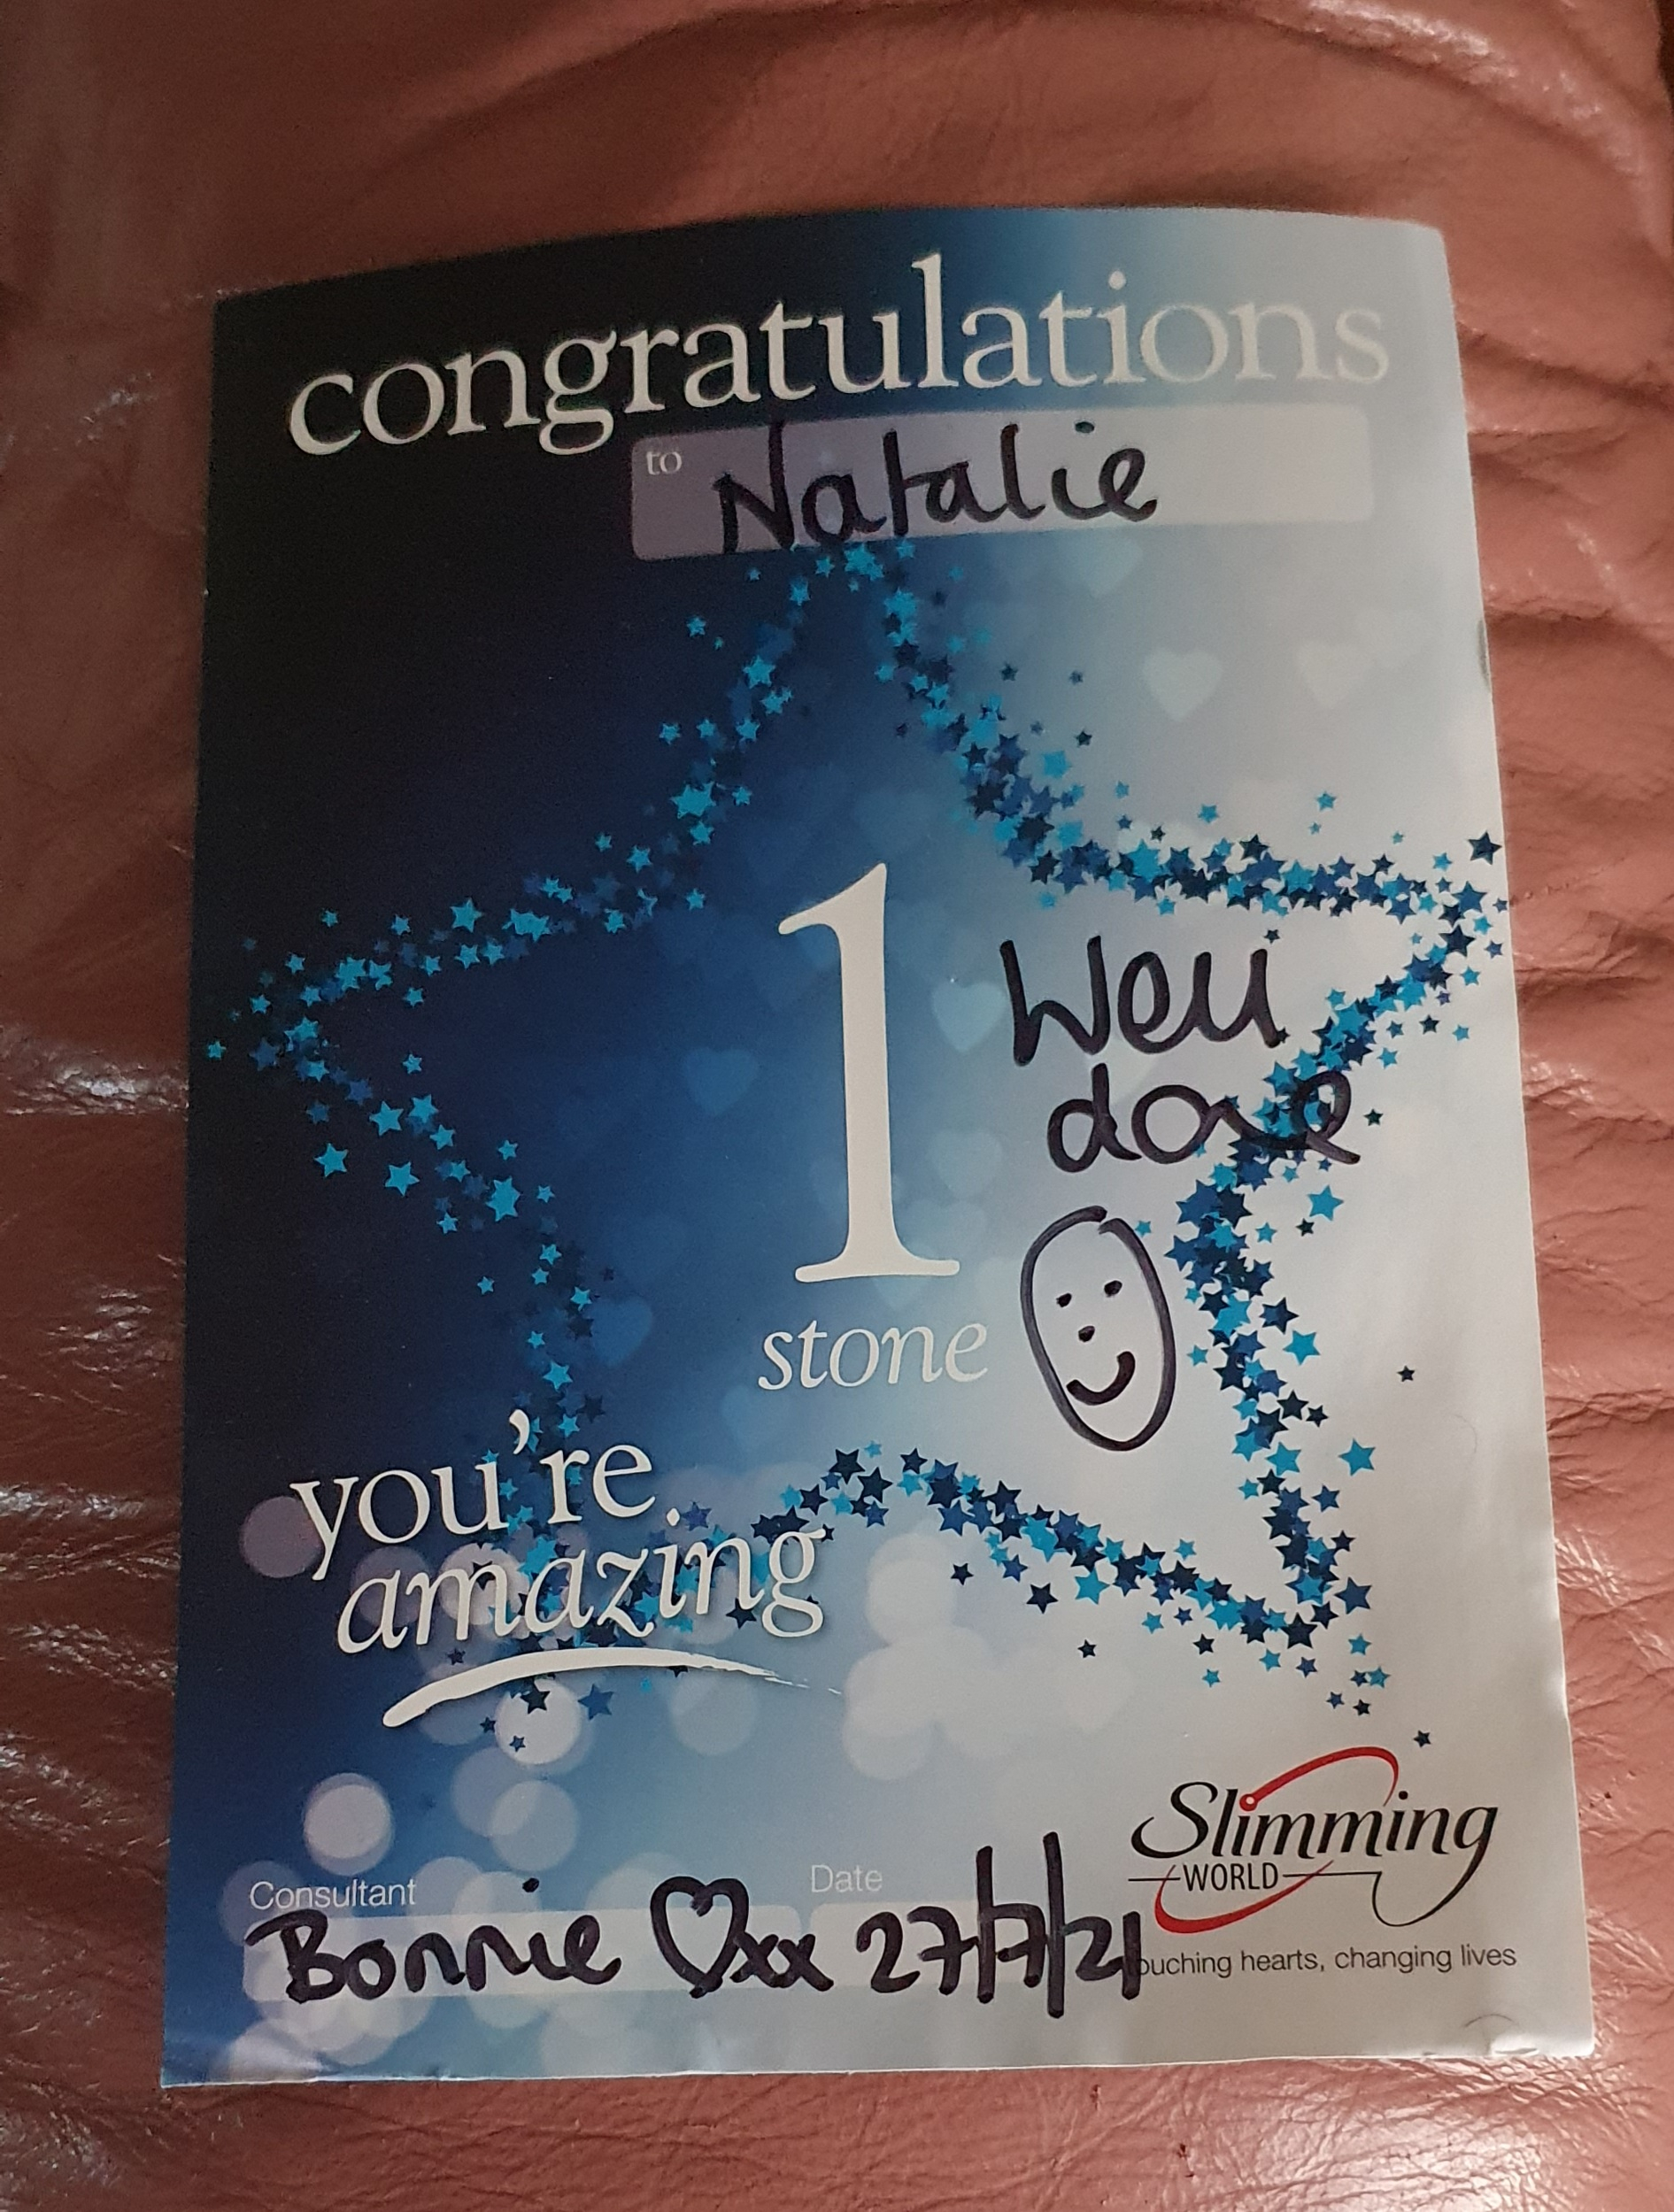 congratulations
to Natalie
1
stone
Well
done
you're
amazing
Slimming
WORLD
Consultant
Date
Bonnie xx 27/7/21
ouching hearts, changing lives